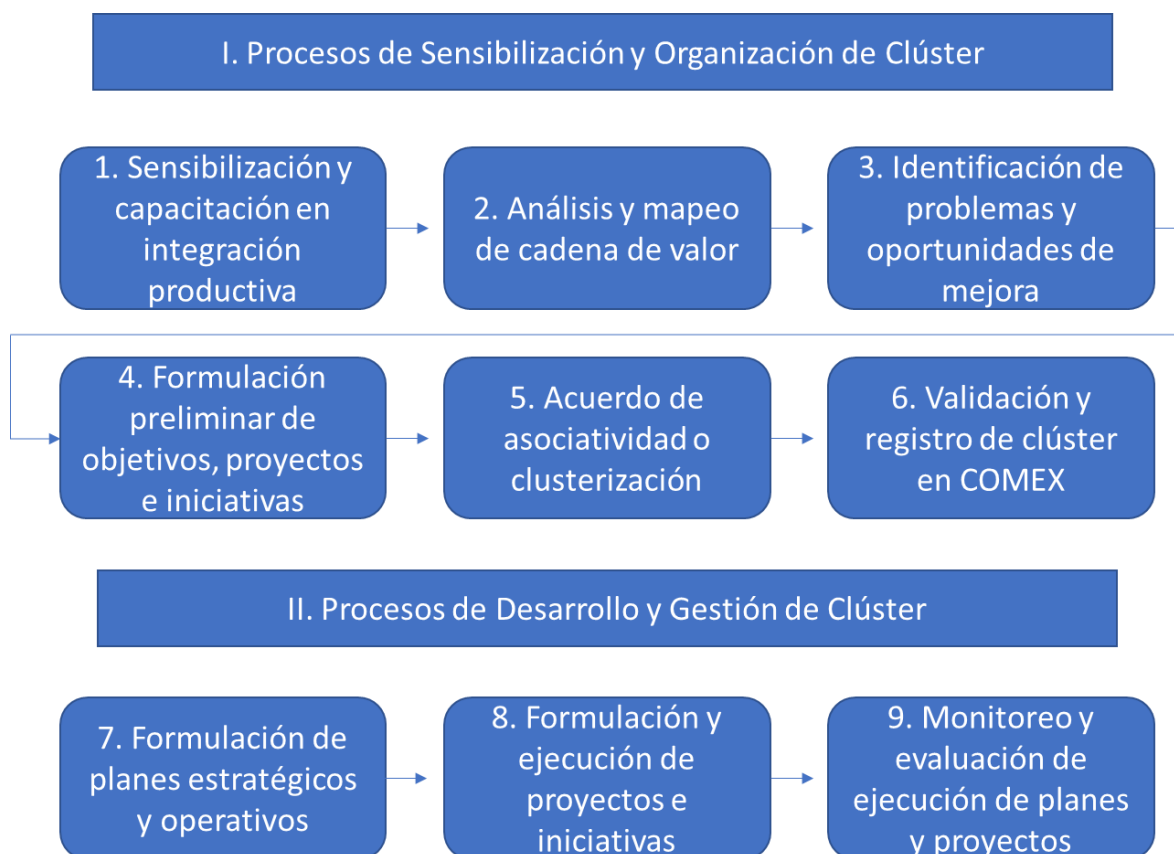 I. Procesos de Sensibilización y Organización de Clúster
1. Sensibilización y
capacitación en
integración
productiva
2. Análisis y mapeo
de cadena de valor
3. Identificación de
problemas y
oportunidades de
mejora
4. Formulación
preliminar de
objetivos, proyectos
e iniciativas
5. Acuerdo de
asociatividad o
clusterización
6. Validación y
registro de clúster
en COMEX
II. Procesos de Desarrollo y Gestión de Clúster
7. Formulación de
planes estratégicos
y operativos
8. Formulación y
ejecución de
proyectos e
iniciativas
9. Monitoreo y
evaluación de
ejecución de planes
y proyectos